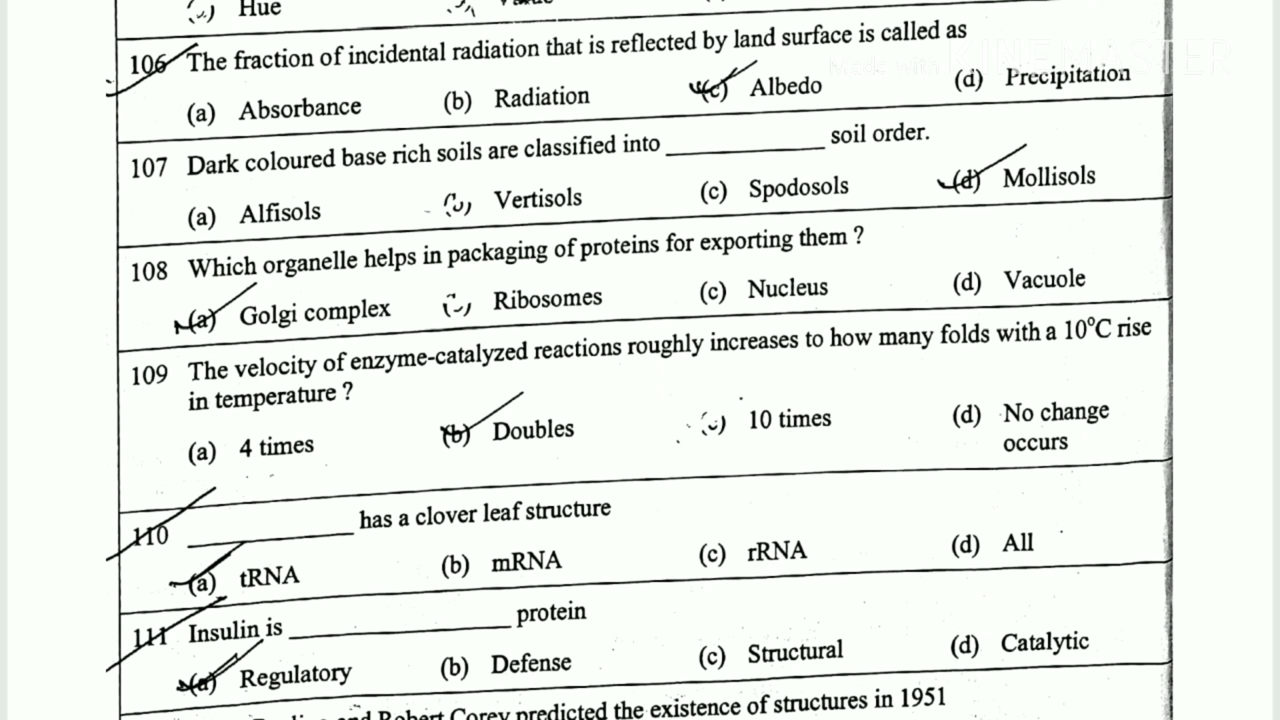 Hue
106 The fraction of incidental radiation that is reflected by land surface is called as
(a) Absorbance (b) Radiation (c) Albedo (d) Precipitation
Made with KINEMASTER
107 Dark coloured base rich soils are classified into ____________ soil order.
(a) Alfisols Vertisols (c) Spodosols (d) Mollisols
108 Which organelle helps in packaging of proteins for exporting them ?
(a) Golgi complex Ribosomes (c) Nucleus (d) Vacuole
109 The velocity of enzyme-catalyzed reactions roughly increases to how many folds with a 10°C rise
in temperature ?
(a) 4 times (b) Doubles 10 times (d) No change
occurs
110 ____________ has a clover leaf structure
(a) tRNA (b) mRNA (c) rRNA (d) All
111 Insulin is ________________ protein
(a) Regulatory (b) Defense (c) Structural (d) Catalytic
and Robert Corey predicted the existence of structures in 1951